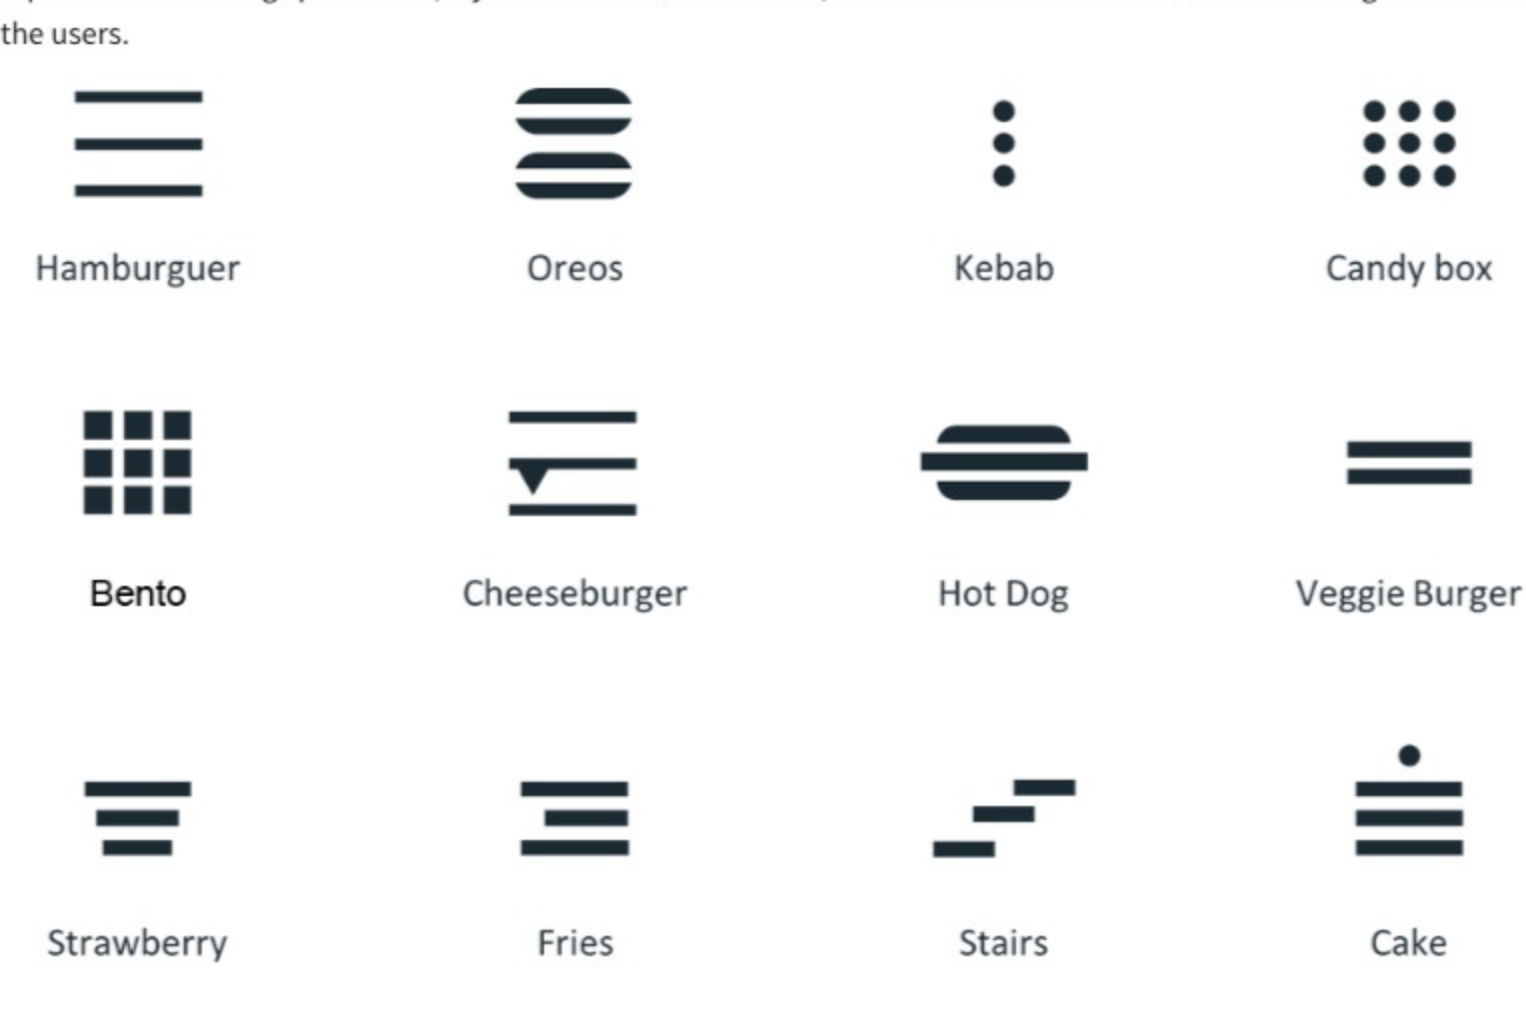 the users.
Hamburguer Oreos Kebab Candy box
Bento Cheeseburger Hot Dog Veggie Burger
Strawberry Fries Stairs Cake